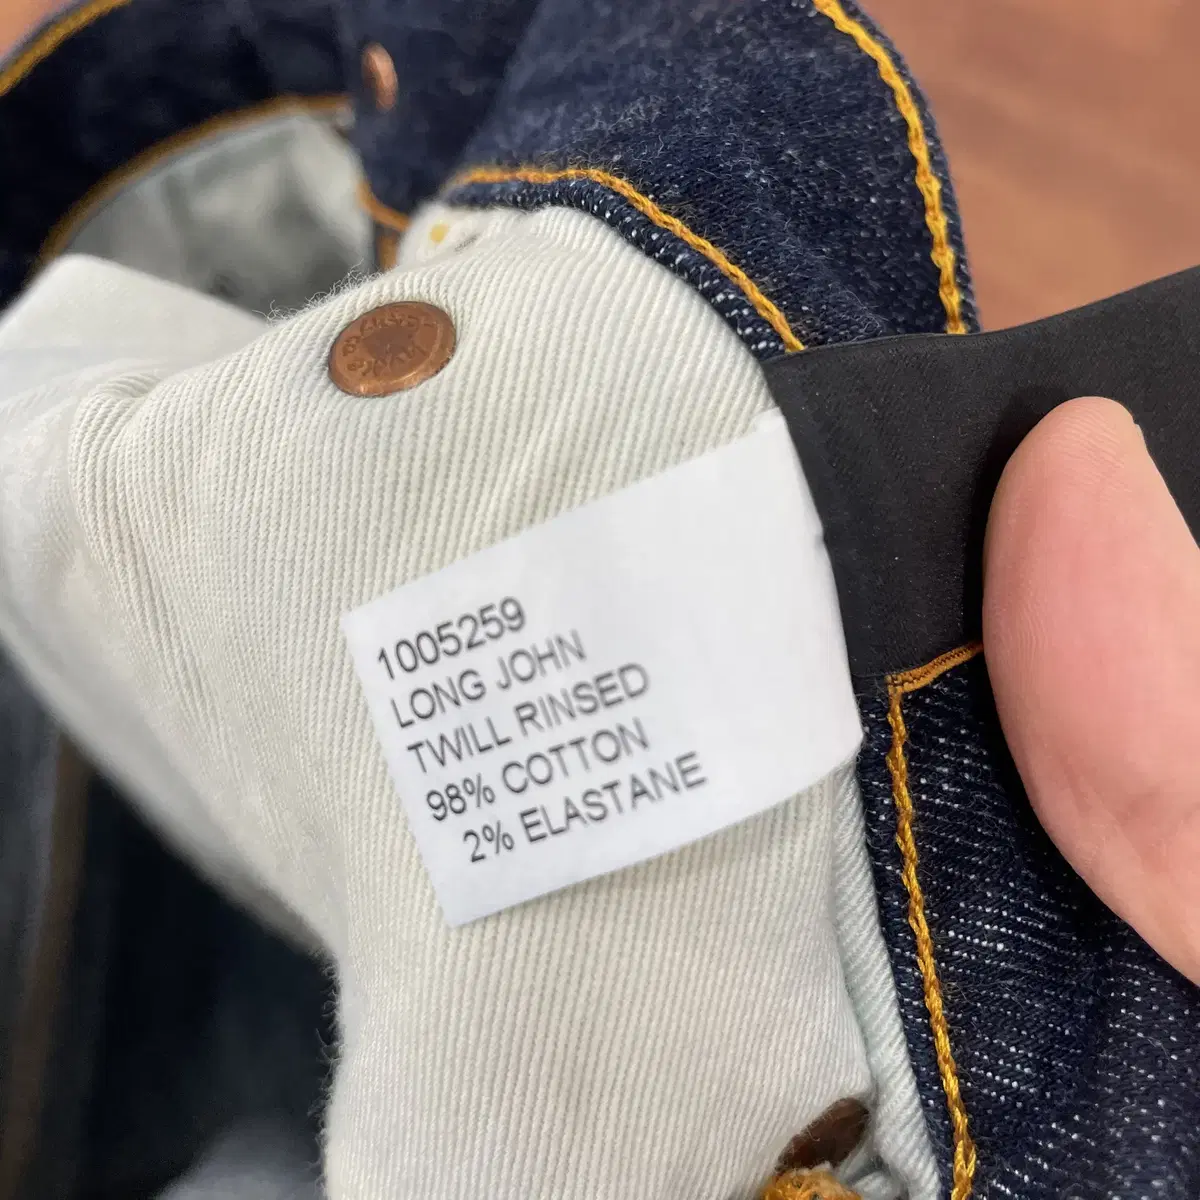 1005259
LONG JOHN
TWILL RINSED
98% COTTON
2% ELASTANE